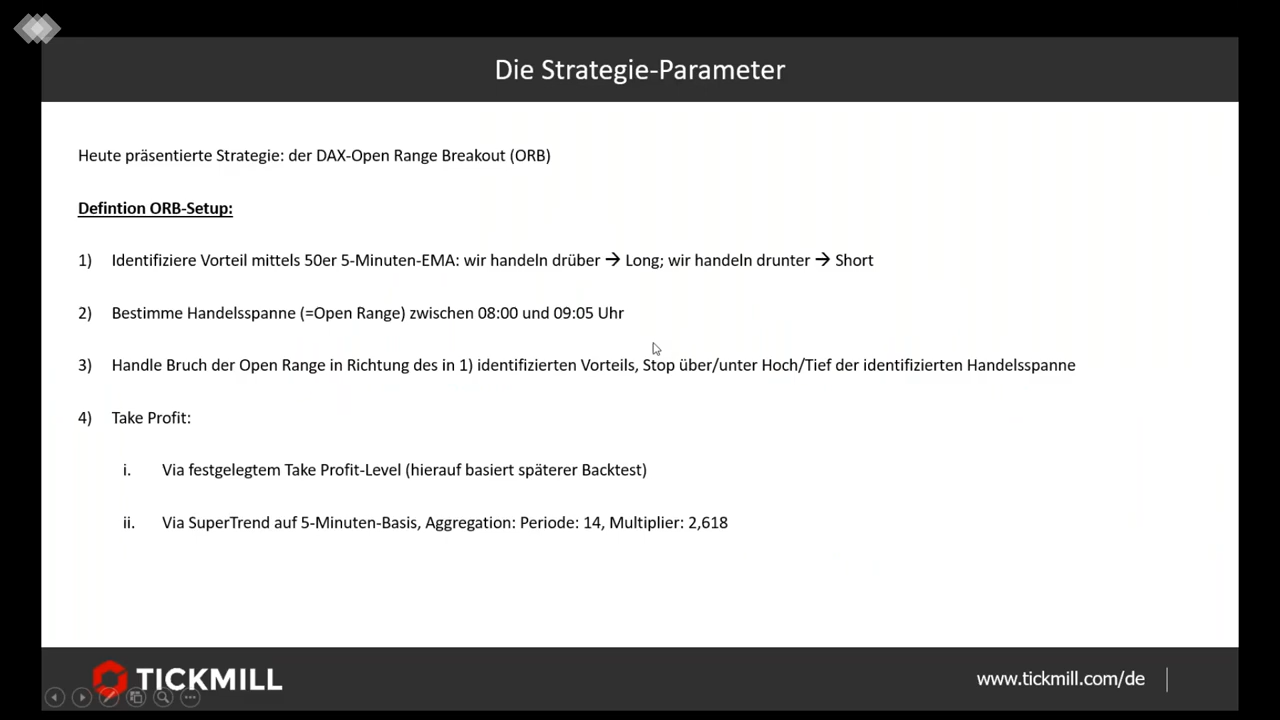 Die Strategie-Parameter
Heute präsentierte Strategie: der DAX-Open Range Breakout (ORB)
Defintion ORB-Setup:
1) Identifiziere Vorteil mittels 50er 5-Minuten-EMA: wir handeln drüber → Long; wir handeln drunter → Short
2) Bestimme Handelsspanne (=Open Range) zwischen 08:00 und 09:05 Uhr
3) Handle Bruch der Open Range in Richtung des in 1) identifizierten Vorteils, Stop über/unter Hoch/Tief der identifizierten Handelsspanne
4) Take Profit:
i. Via festgelegtem Take Profit-Level (hierauf basiert späterer Backtest)
ii. Via SuperTrend auf 5-Minuten-Basis, Aggregation: Periode: 14, Multiplier: 2,618
TICKMILL
www.tickmill.com/de